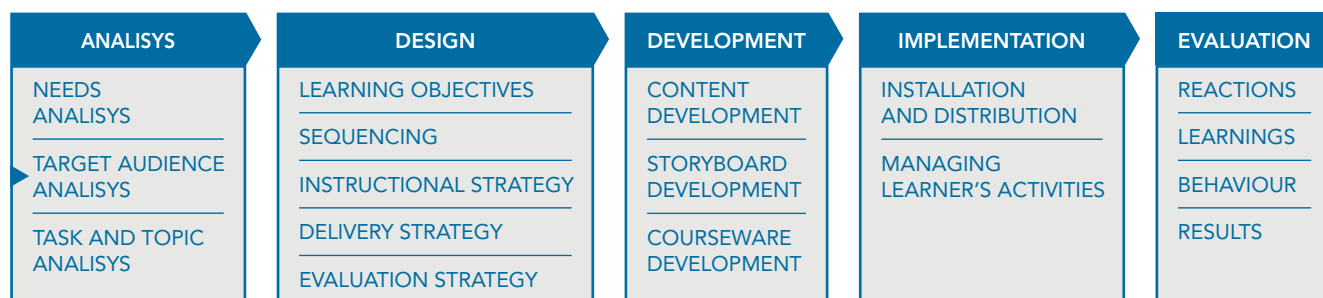 ANALISYS
NEEDS
ANALISYS
TARGET AUDIENCE
ANALISYS
TASK AND TOPIC
ANALISYS
DESIGN
LEARNING OBJECTIVES
SEQUENCING
INSTRUCTIONAL STRATEGY
DELIVERY STRATEGY
EVALUATION STRATEGY
DEVELOPMENT
CONTENT
DEVELOPMENT
STORYBOARD
DEVELOPMENT
COURSEWARE
DEVELOPMENT
IMPLEMENTATION
INSTALLATION
AND DISTRIBUTION
MANAGING
LEARNER’S ACTIVITIES
EVALUATION
REACTIONS
LEARNINGS
BEHAVIOUR
RESULTS